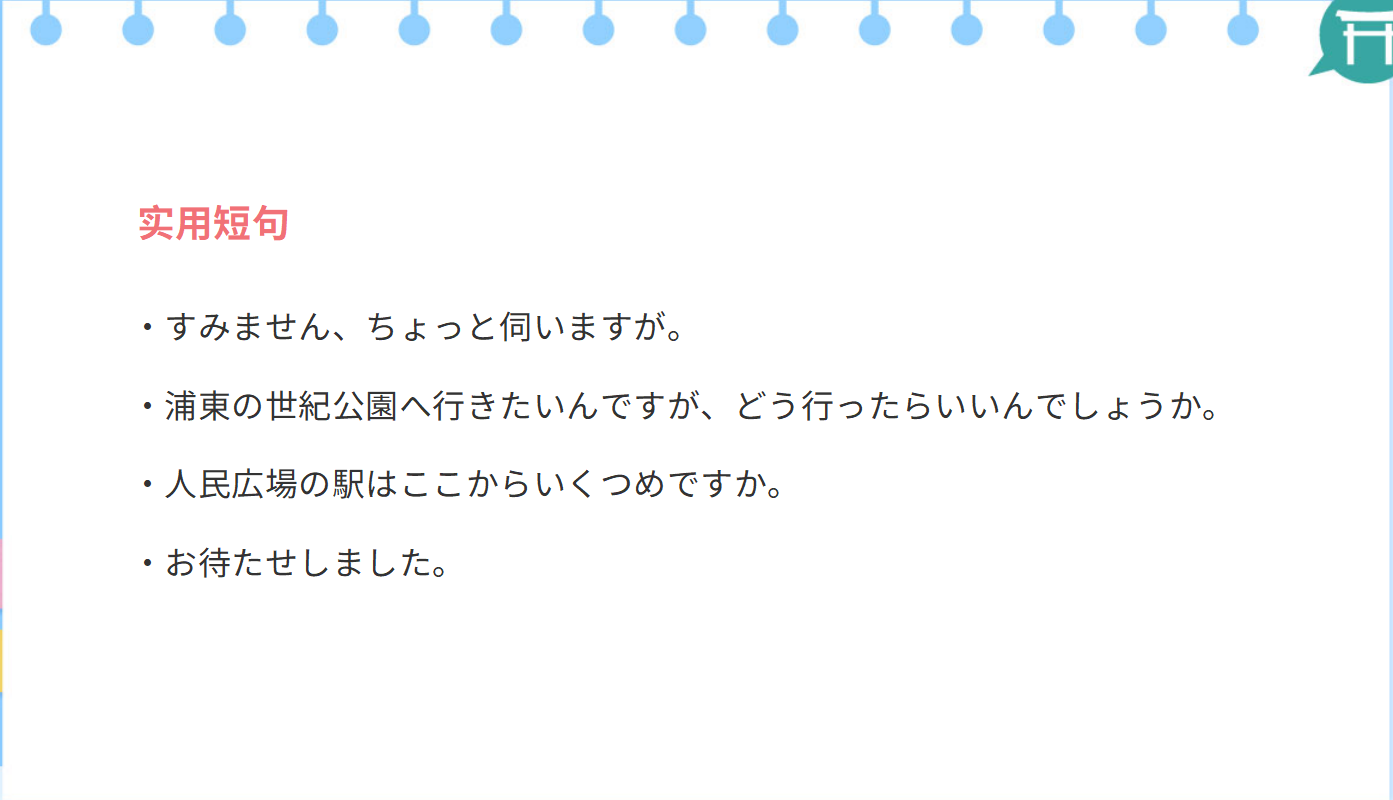 实用短句
・すみません、ちょっと伺いますが。
・浦東の世紀公園へ行きたいんですが、どう行ったらいいんでしょうか。
・人民広場の駅はここからいくつめですか。
・お待たせしました。